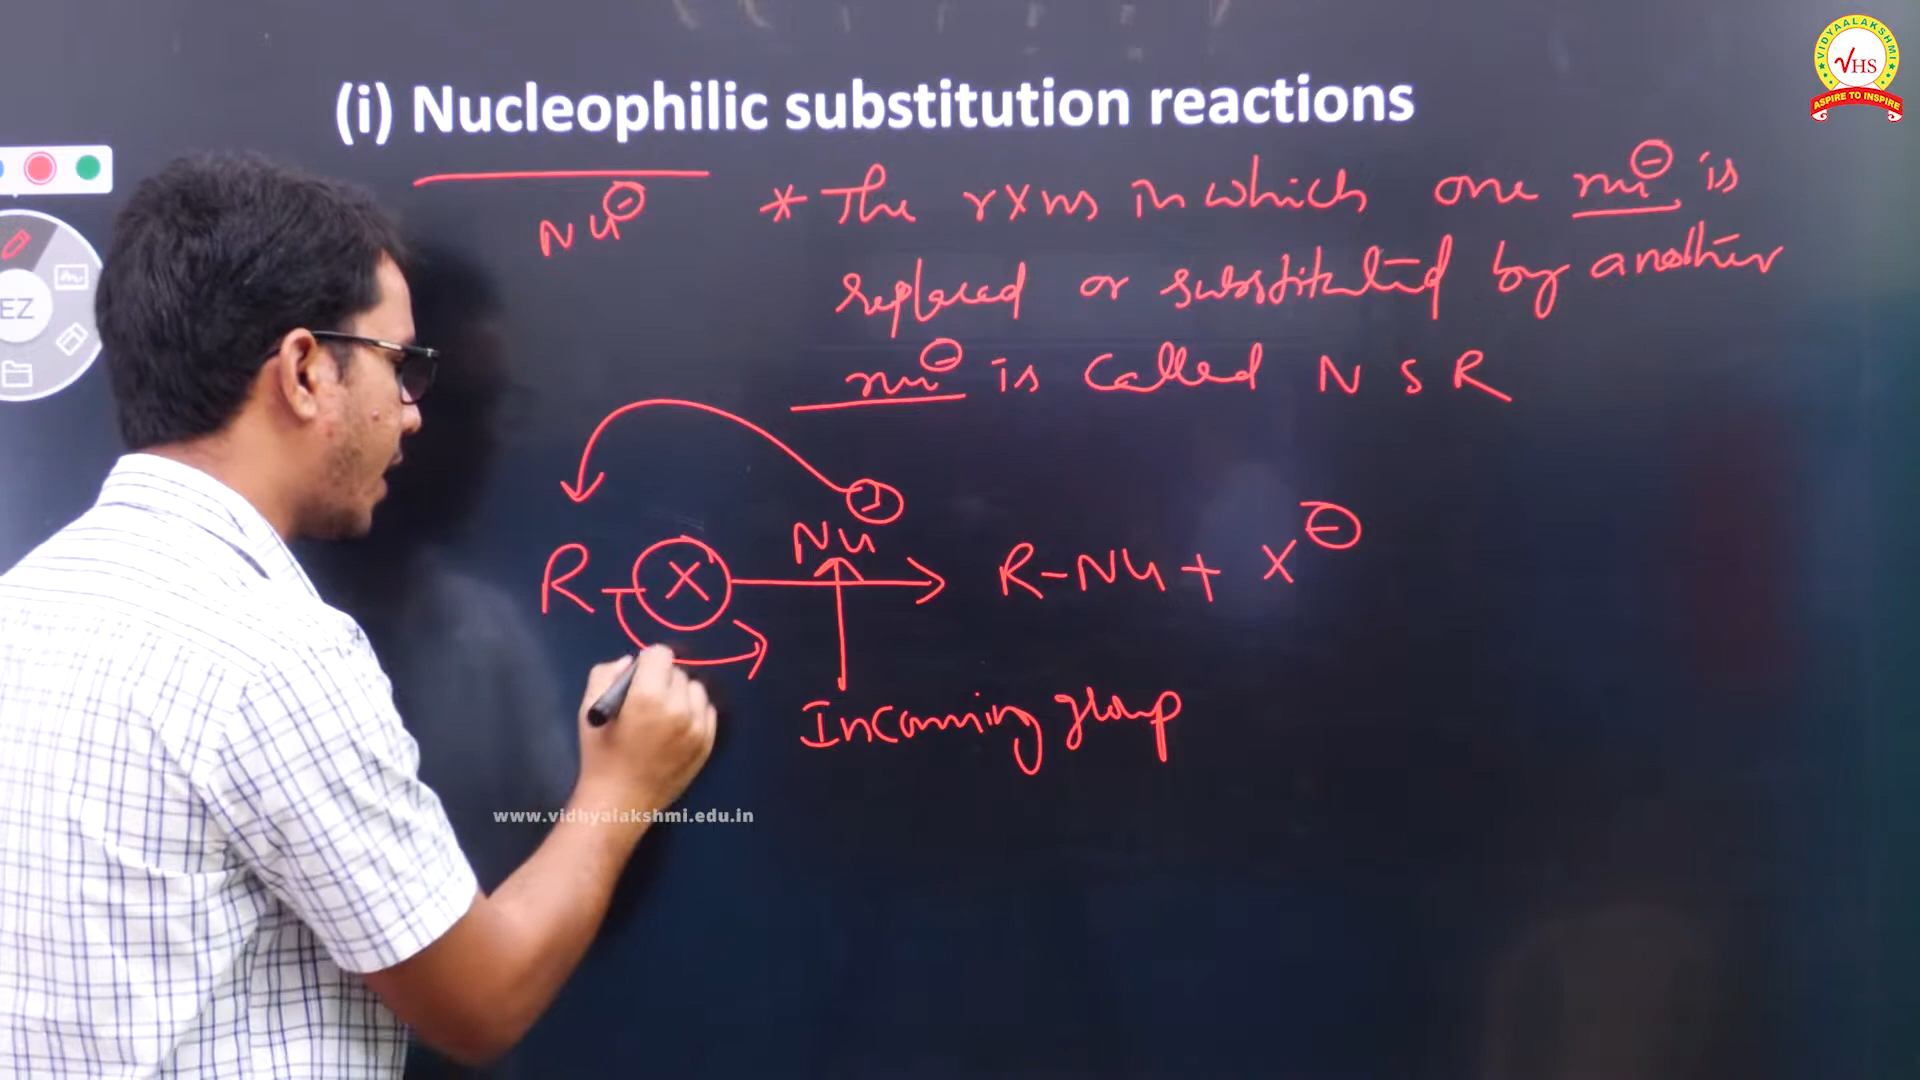 VIDYAALAKSHMI
VHS
ASPIRE TO INSPIRE
(i) Nucleophilic substitution reactions
Nu⊖ * The rxns in which one nu⊖ is
replaced or substituted by another
nu⊖ is called N S R
EZ
R-X Nu⊖ → R-Nu + X⊖
Incoming group
www.vidhyalakshmi.edu.in